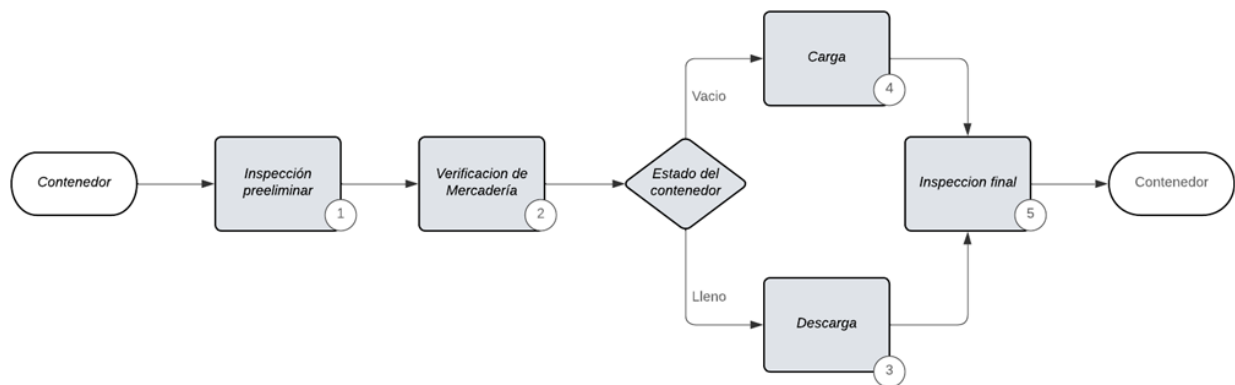 Contenedor
Inspección
preeliminar
1
Verificacion de
Mercadería
2
Estado del
contenedor
Vacio
Carga
4
Lleno
Descarga
3
Inspeccion final
5
Contenedor